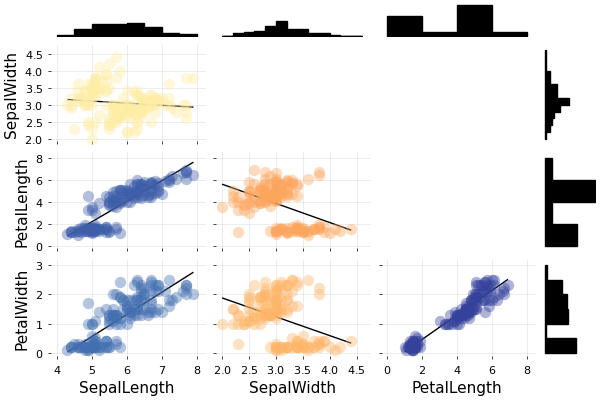 SepalWidth
4.5
4.0
3.5
3.0
2.5
2.0
PetalLength
8
6
4
2
0
PetalWidth
3
2
1
0
4 5 6 7 8
2.0 2.5 3.0 3.5 4.0 4.5
0 2 4 6 8
SepalLength SepalWidth PetalLength